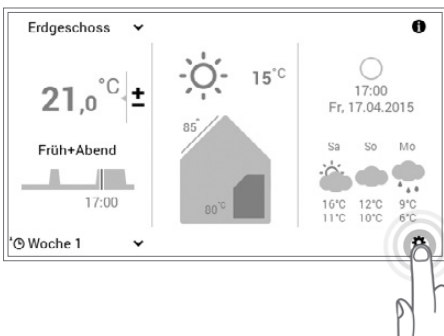 Erdgeschoss
21,0 °C ±
Früh+Abend
17:00
Woche 1
15°C
85°
80°C
17:00
Fr, 17.04.2015
Sa So Mo
16°C 12°C 9°C
11°C 10°C 6°C